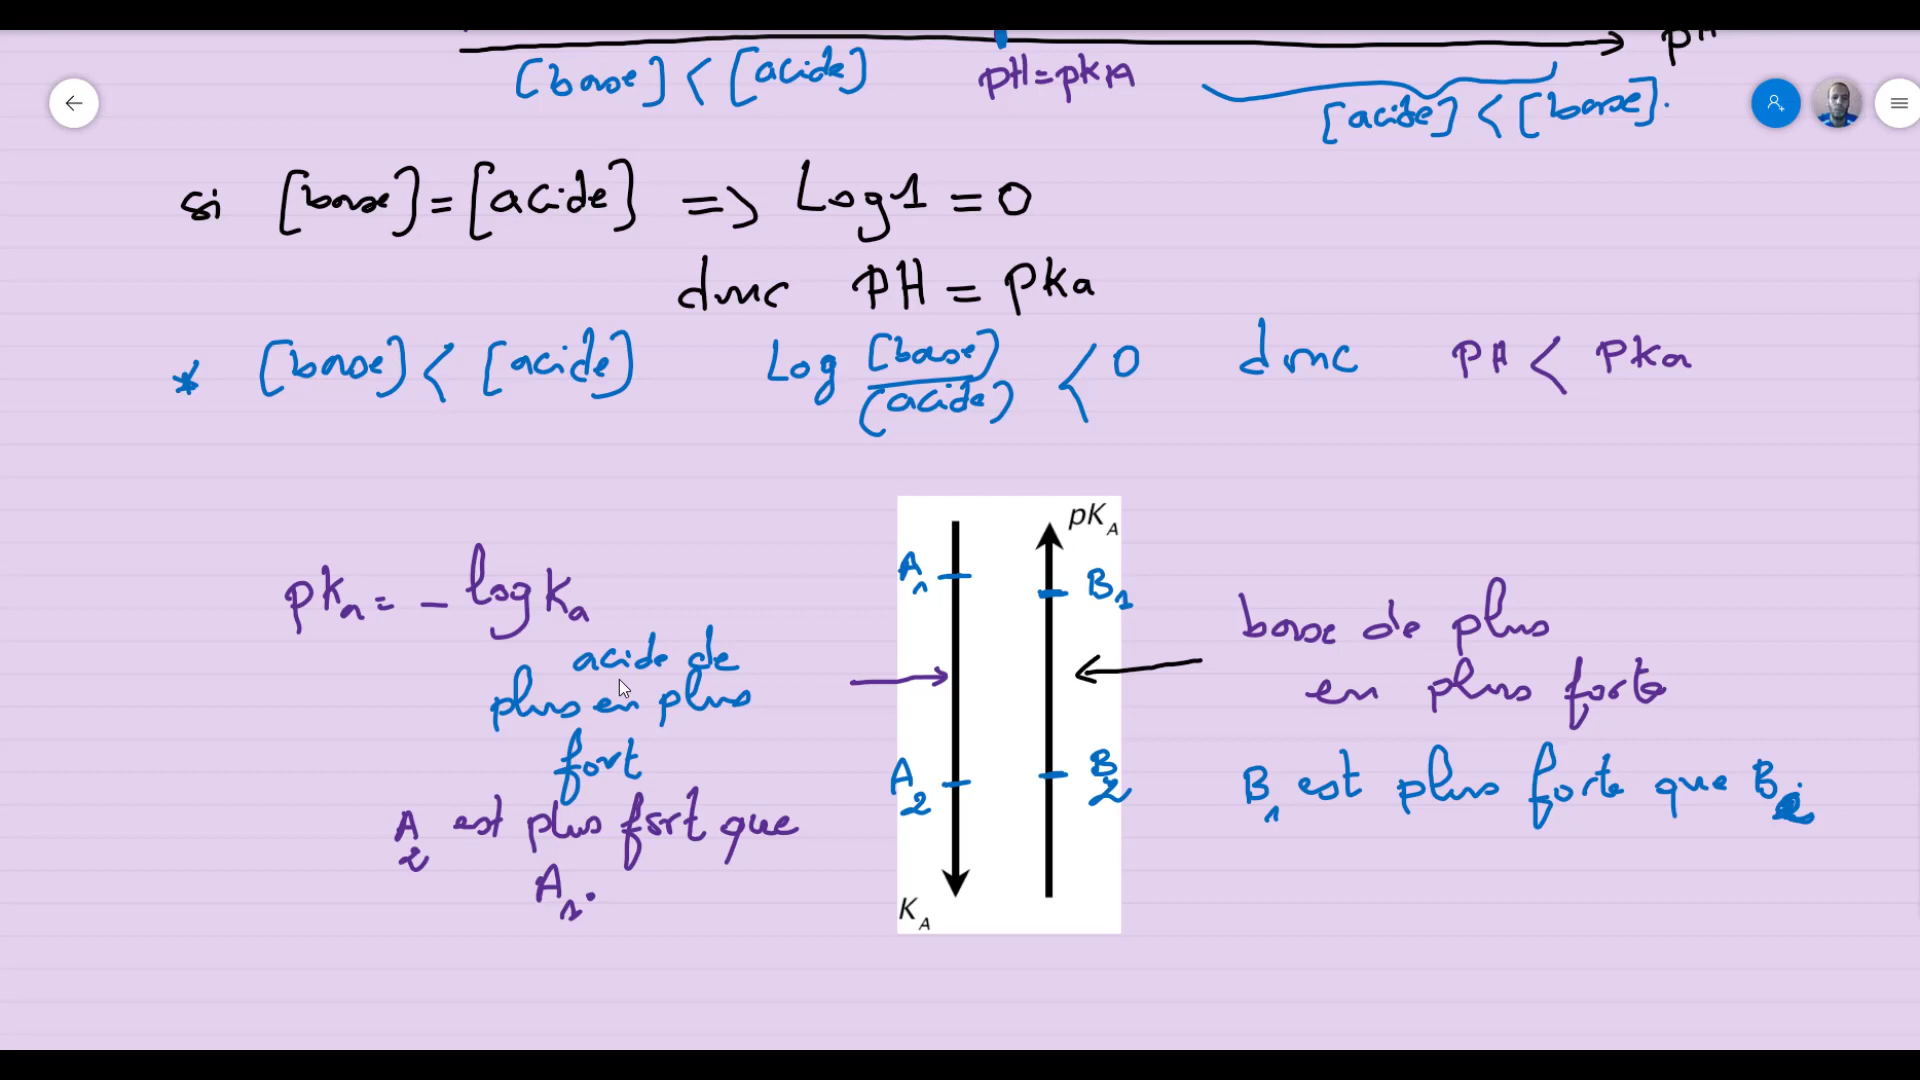 pH
[base] < [acide]
pH=pkA
[acide] < [base].
si [base] = [acide] => Log1 = 0
donc PH = pka
* [base] < [acide] Log [base]/(acide) < 0 donc pH < pka
pKA
A1
B1
pka = - log Ka
base de plus
en plus forte
acide de
plus en plus
fort
A2
B2
B1 est plus forte que B2
A2 est plus fort que
A1.
KA